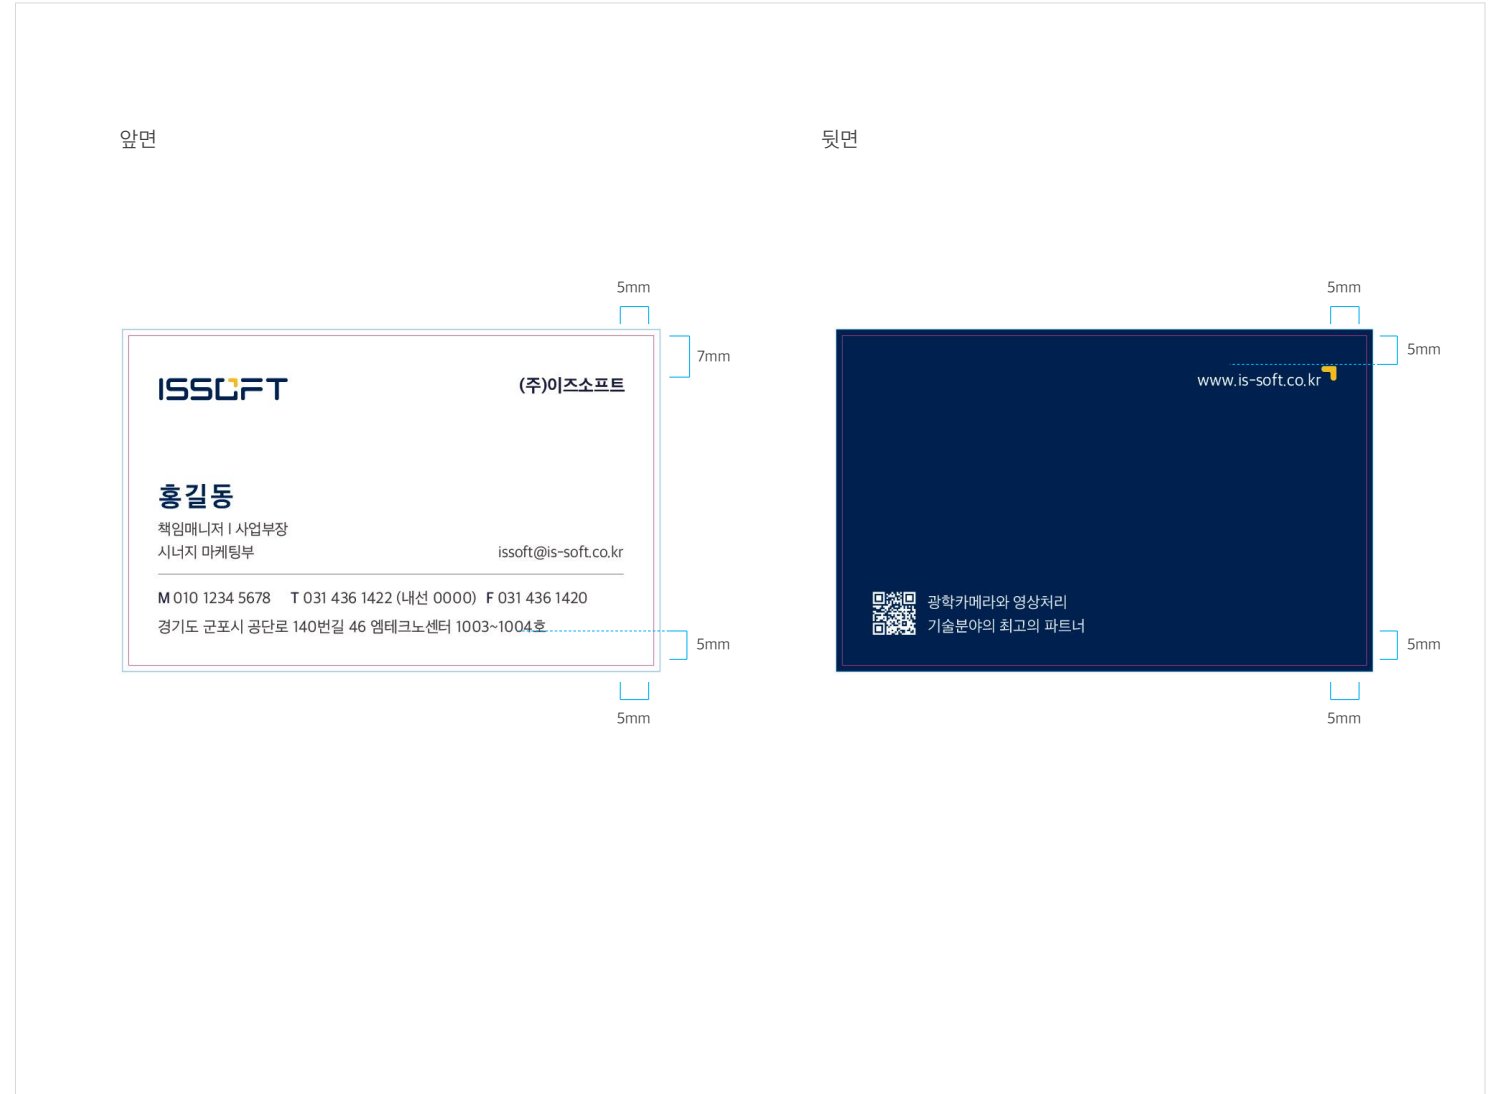 앞면
뒷면
5mm
7mm
ISSOFT
(주)이즈소프트
홍길동
책임매니저 I 사업부장
시너지 마케팅부
issoft@is-soft.co.kr
M 010 1234 5678 T 031 436 1422 (내선 0000) F 031 436 1420
경기도 군포시 공단로 140번길 46 엠테크노센터 1003~1004호
5mm
5mm
5mm
5mm
www.is-soft.co.kr
광학카메라와 영상처리
기술분야의 최고의 파트너
5mm
5mm